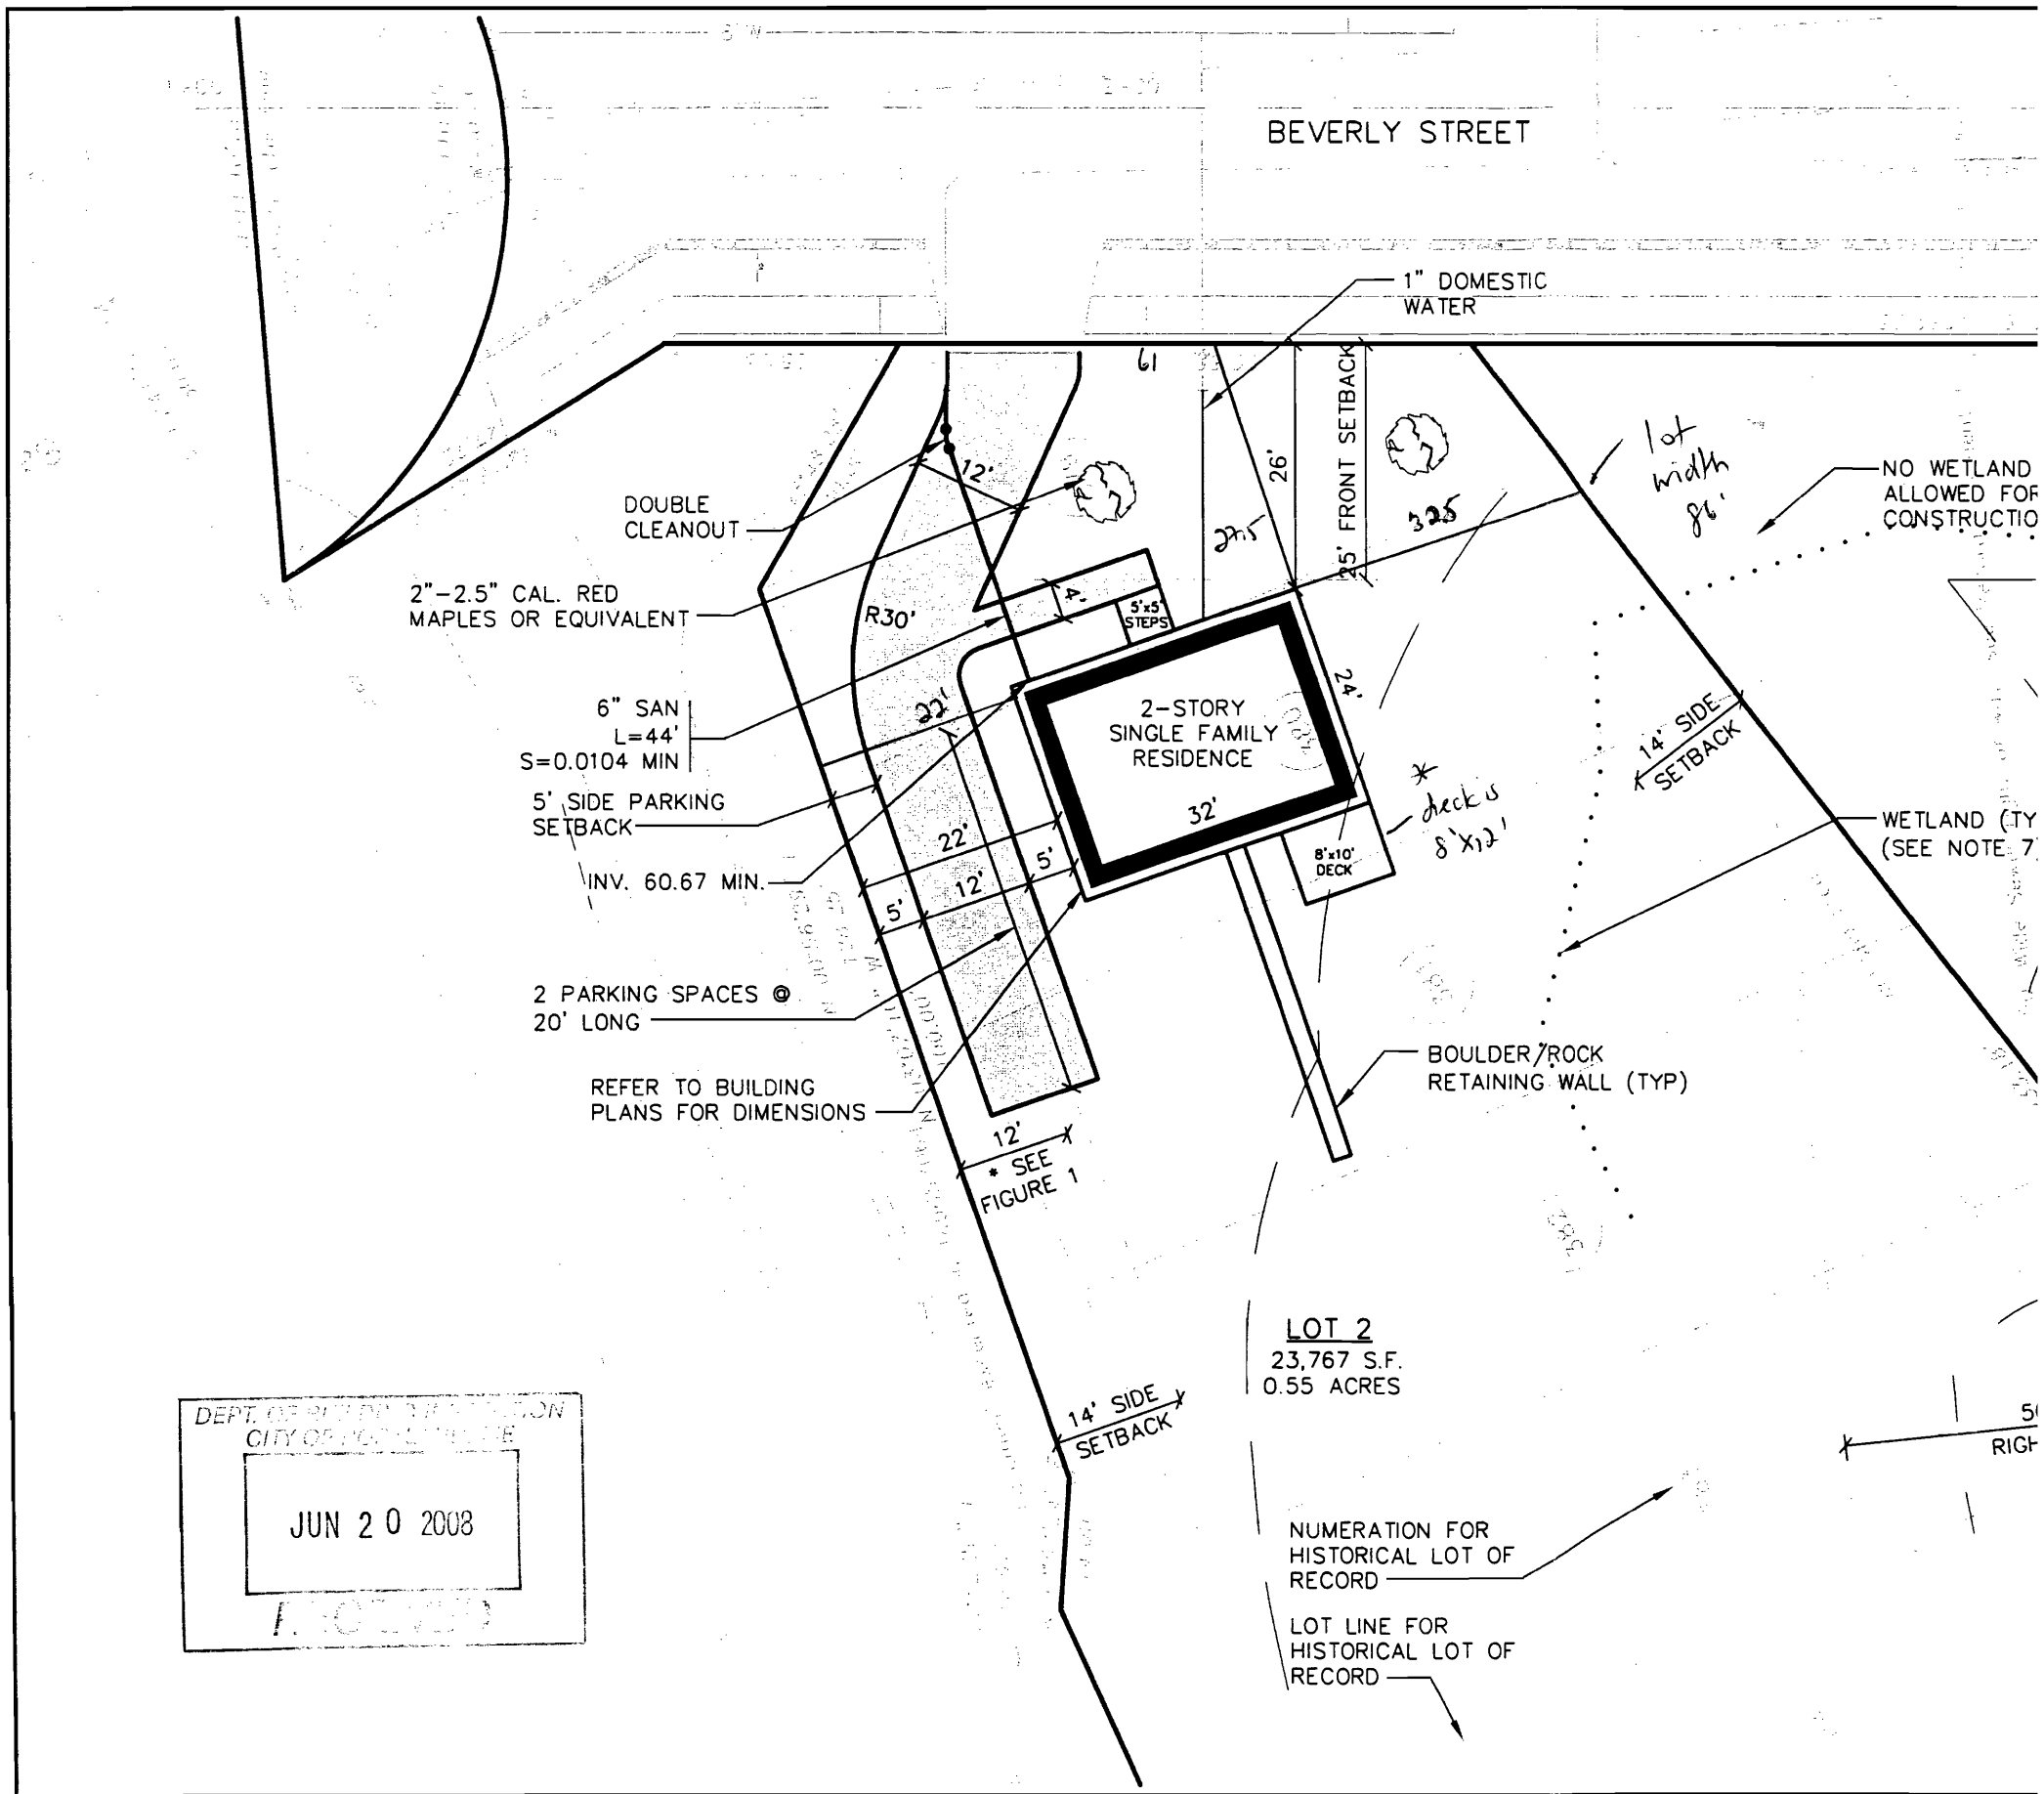 BEVERLY STREET
1" DOMESTIC
WATER
61
25' FRONT SETBACK
26'
27.5
325
lot
width
86'
NO WETLAND
ALLOWED FOR
CONSTRUCTIO
DOUBLE
CLEANOUT
12'
2"-2.5" CAL. RED
MAPLES OR EQUIVALENT
R30'
4'
5'x5'
STEPS
6" SAN
L=44'
S=0.0104 MIN
22'
2-STORY
SINGLE FAMILY
RESIDENCE
24'
32'
14' SIDE
SETBACK
5' SIDE PARKING
SETBACK
* deck is
8'x12'
8'x10'
DECK
WETLAND (TY
(SEE NOTE 7
INV. 60.67 MIN.
22'
5'
12'
5'
2 PARKING SPACES @
20' LONG
REFER TO BUILDING
PLANS FOR DIMENSIONS
BOULDER/ROCK
RETAINING WALL (TYP)
12'
* SEE
FIGURE 1
LOT 2
23,767 S.F.
0.55 ACRES
14' SIDE
SETBACK
RIGH
DEPT. OF
CITY OF
JUN 20 2008
NUMERATION FOR
HISTORICAL LOT OF
RECORD
LOT LINE FOR
HISTORICAL LOT OF
RECORD